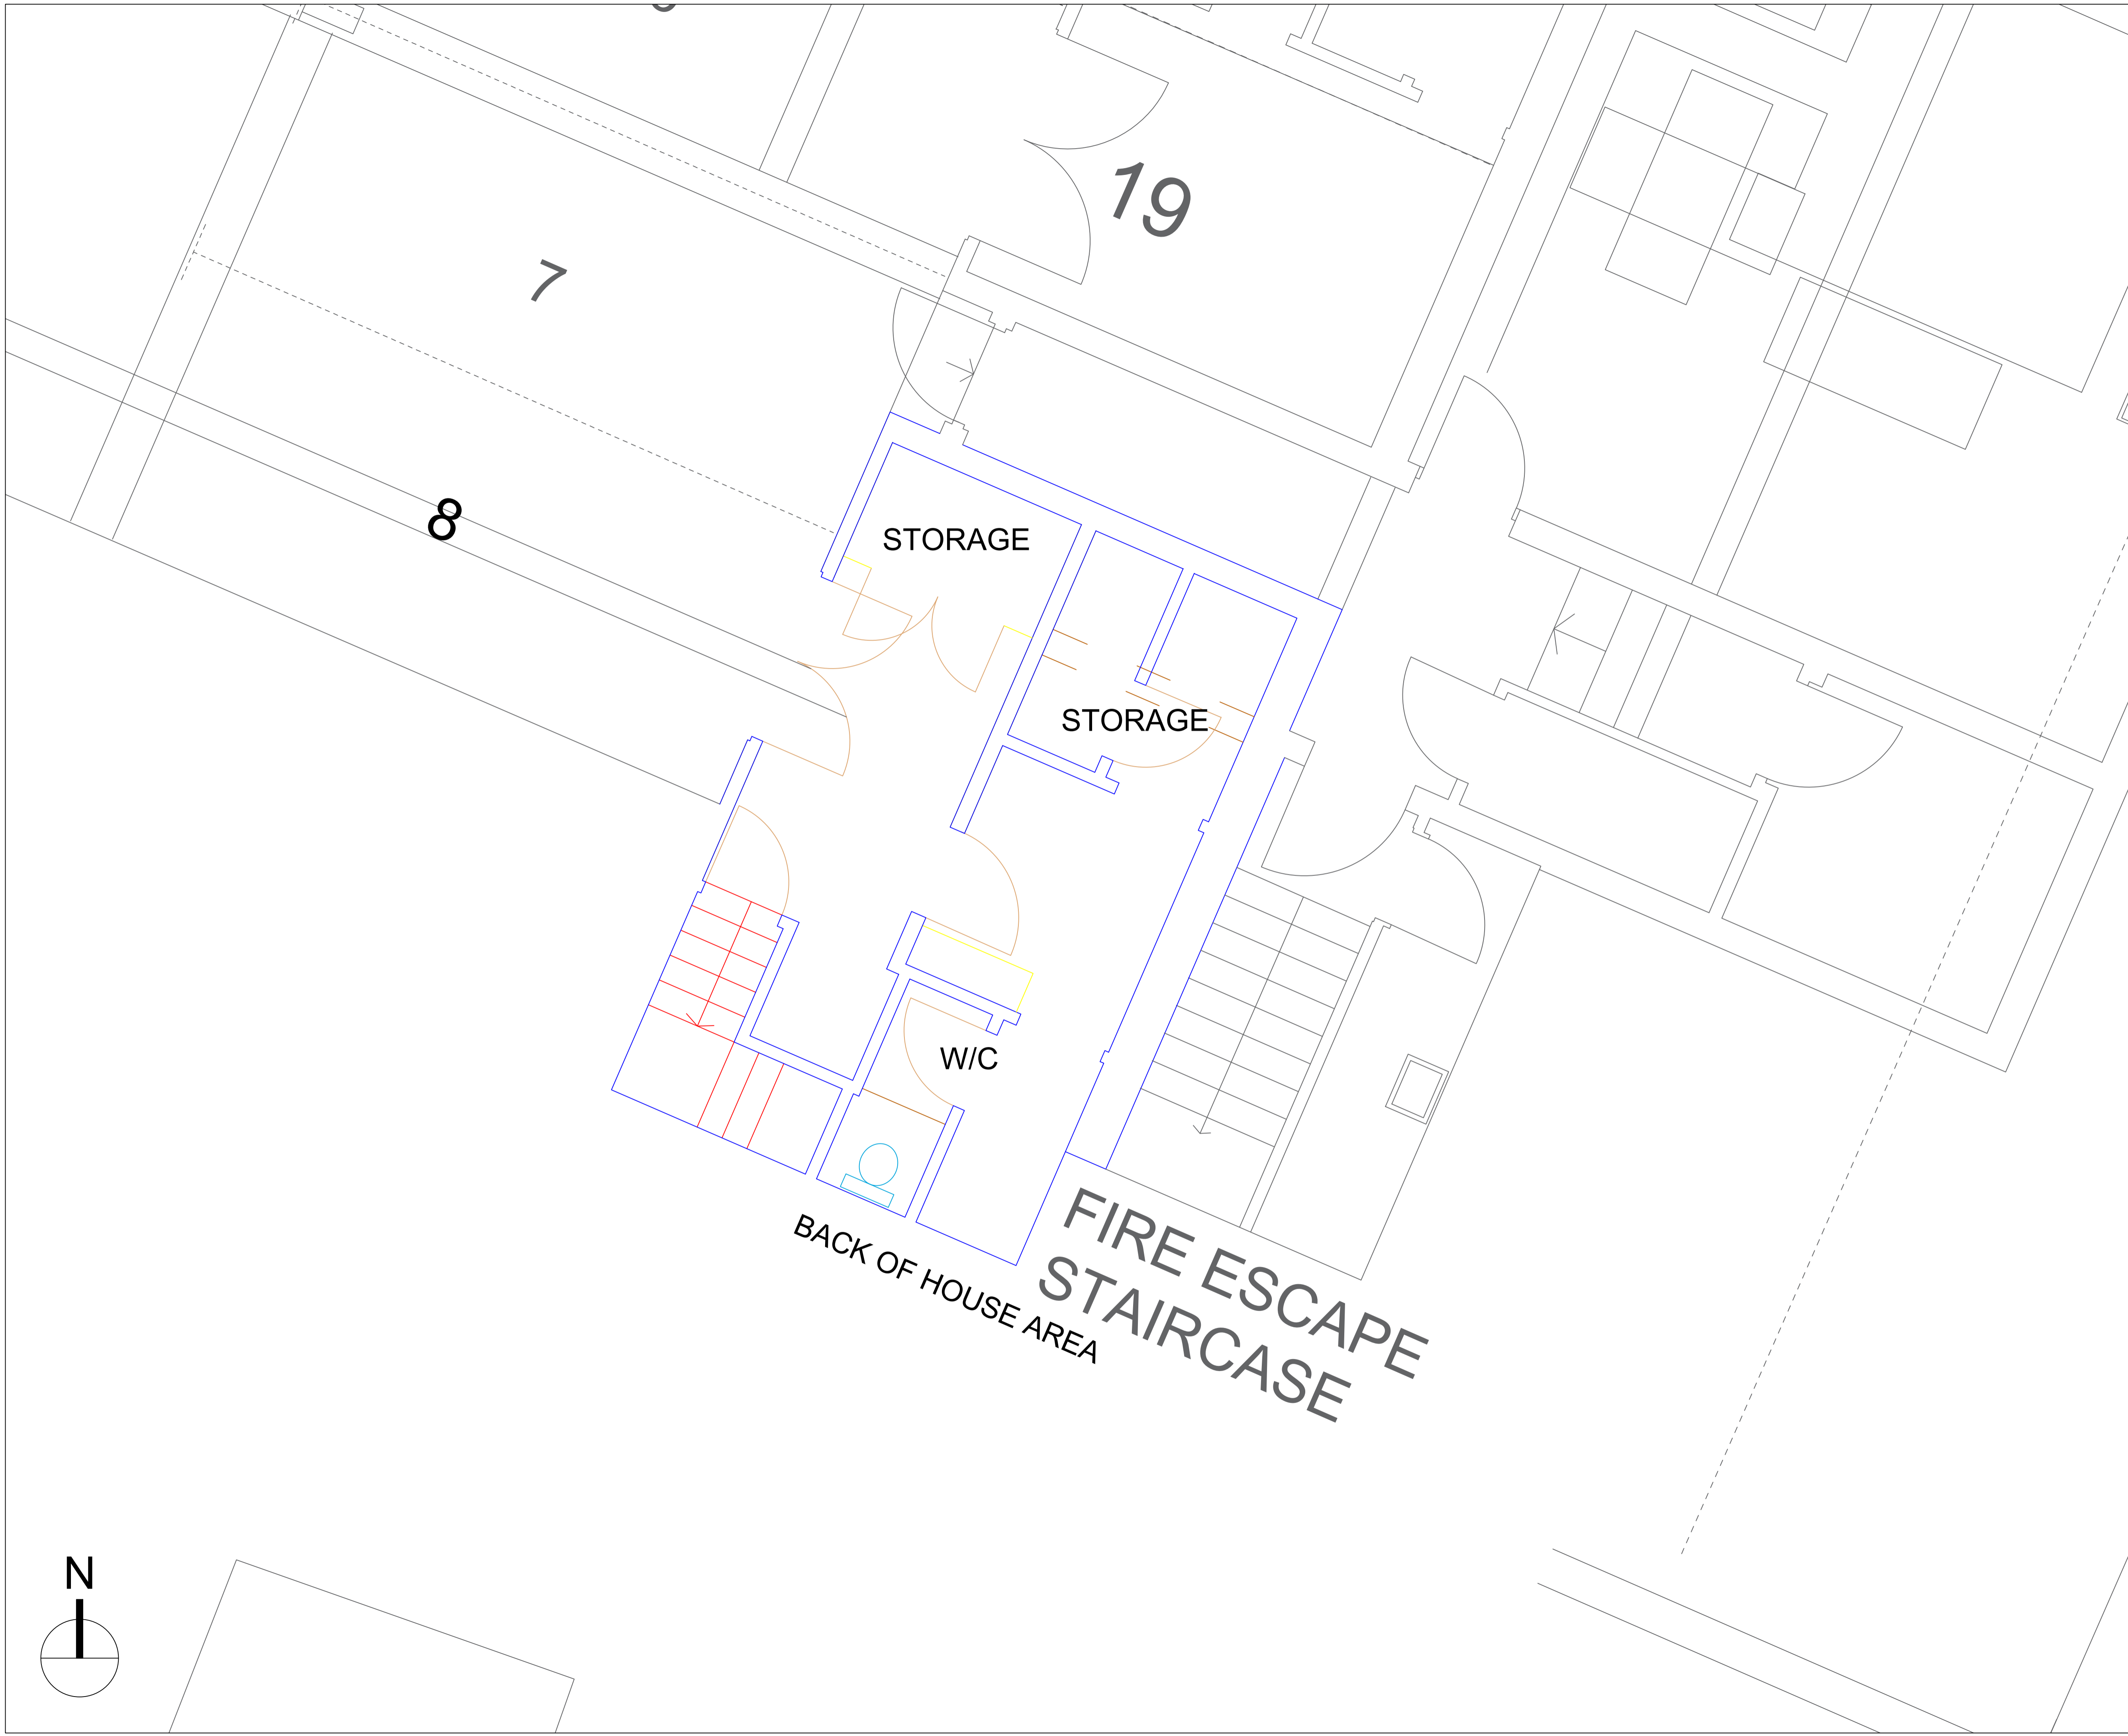 19
7
8
STORAGE
STORAGE
W/C
BACK OF HOUSE AREA
FIRE ESCAPE
STAIRCASE
N